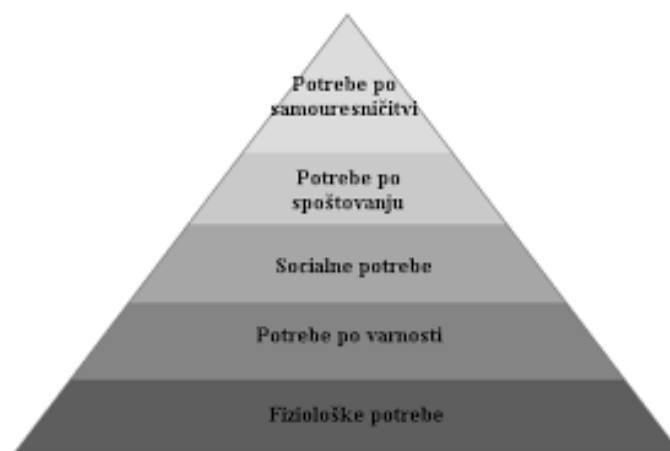 Potrebe po
samouresničitvi
Potrebe po
spoštovanju
Socialne potrebe
Potrebe po varnosti
Fiziološke potrebe